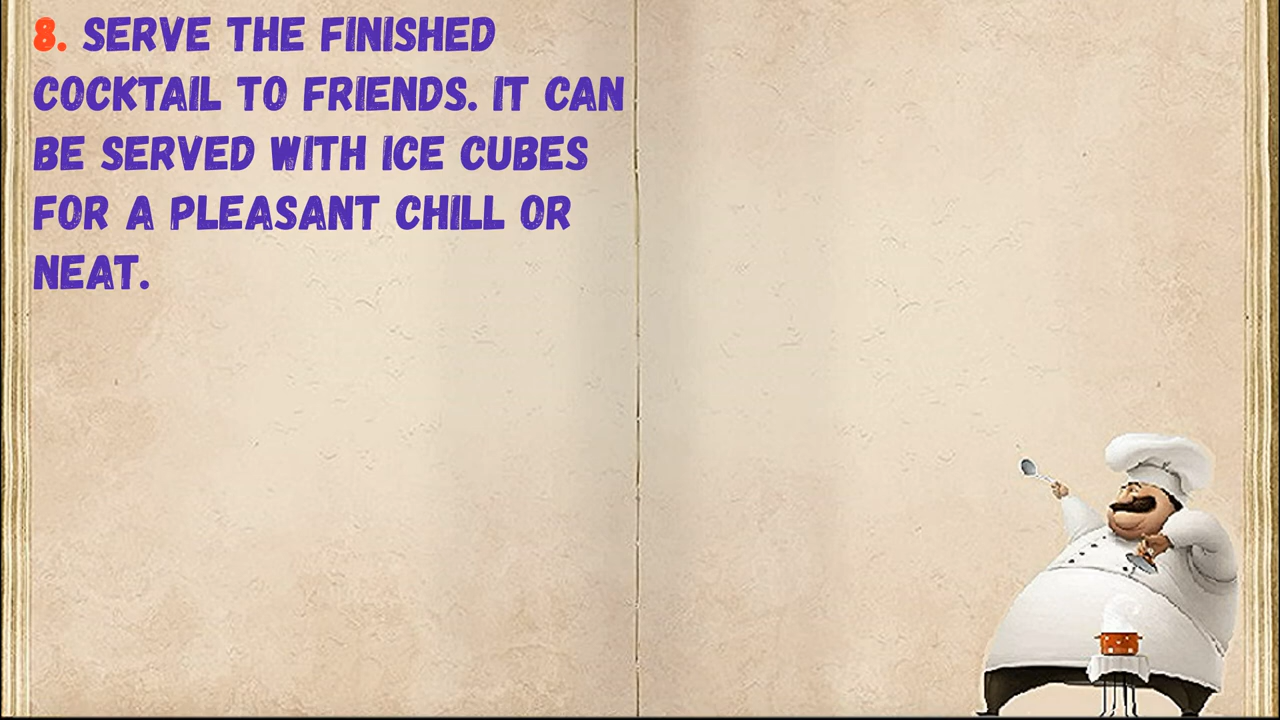 8. SERVE THE FINISHED
COCKTAIL TO FRIENDS. IT CAN
BE SERVED WITH ICE CUBES
FOR A PLEASANT CHILL OR
NEAT.